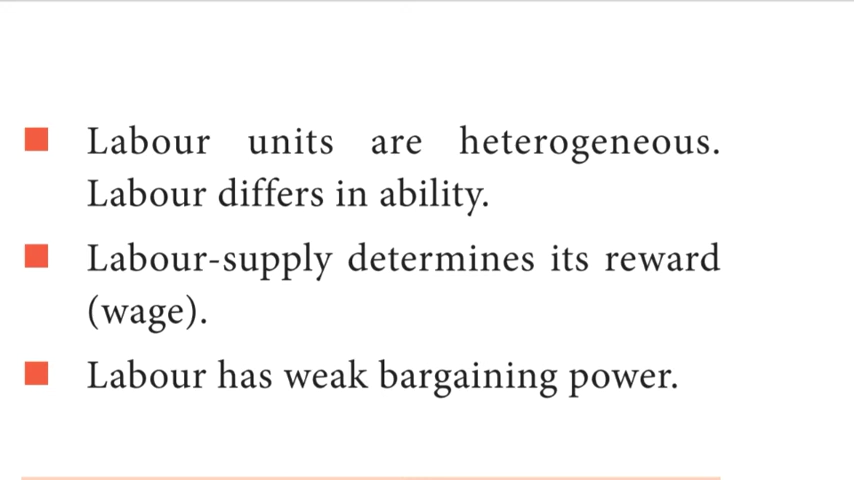 Labour units are heterogeneous.
Labour differs in ability.
Labour-supply determines its reward
(wage).
Labour has weak bargaining power.